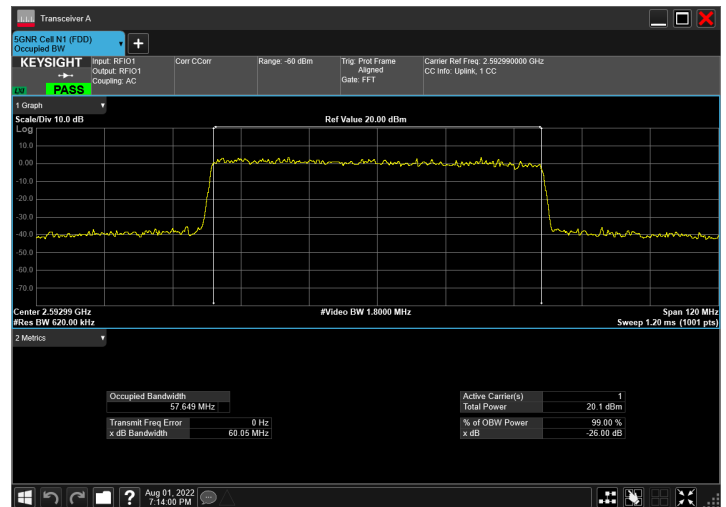 Transceiver A
5GNR Cell N1 (FDD)
Occupied BW
KEYSIGHT
LXI
PASS
Input: RFIO1
Output: RFIO1
Coupling: AC
Corr CCorr
Range: -60 dBm
Trig: Prot Frame
Aligned
Gate: FFT
Carrier Ref Freq: 2.592990000 GHz
CC Info: Uplink, 1 CC
1 Graph
Scale/Div 10.0 dB
Ref Value 20.00 dBm
Log
10.0
0.00
-10.0
-20.0
-30.0
-40.0
-50.0
-60.0
-70.0
Center 2.59299 GHz
#Video BW 1.8000 MHz
Span 120 MHz
#Res BW 620.00 kHz
Sweep 1.20 ms (1001 pts)
2 Metrics
Occupied Bandwidth
57.649 MHz
Transmit Freq Error 0 Hz
x dB Bandwidth 60.05 MHz
Active Carrier(s) 1
Total Power 20.1 dBm
% of OBW Power 99.00 %
x dB -26.00 dB
?
Aug 01, 2022
7:14:00 PM